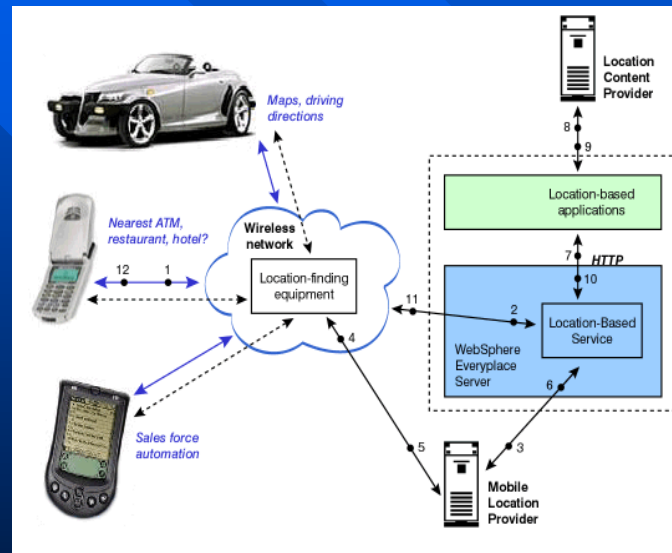 Location
Content
Provider
Maps, driving
directions
8
9
Location-based
applications
Nearest ATM,
restaurant, hotel?
Wireless
network
7
HTTP
10
12
1
Location-finding
equipment
11
2
Location-Based
Service
4
WebSphere
Everyplace
Server
6
Sales force
automation
5
3
Mobile
Location
Provider